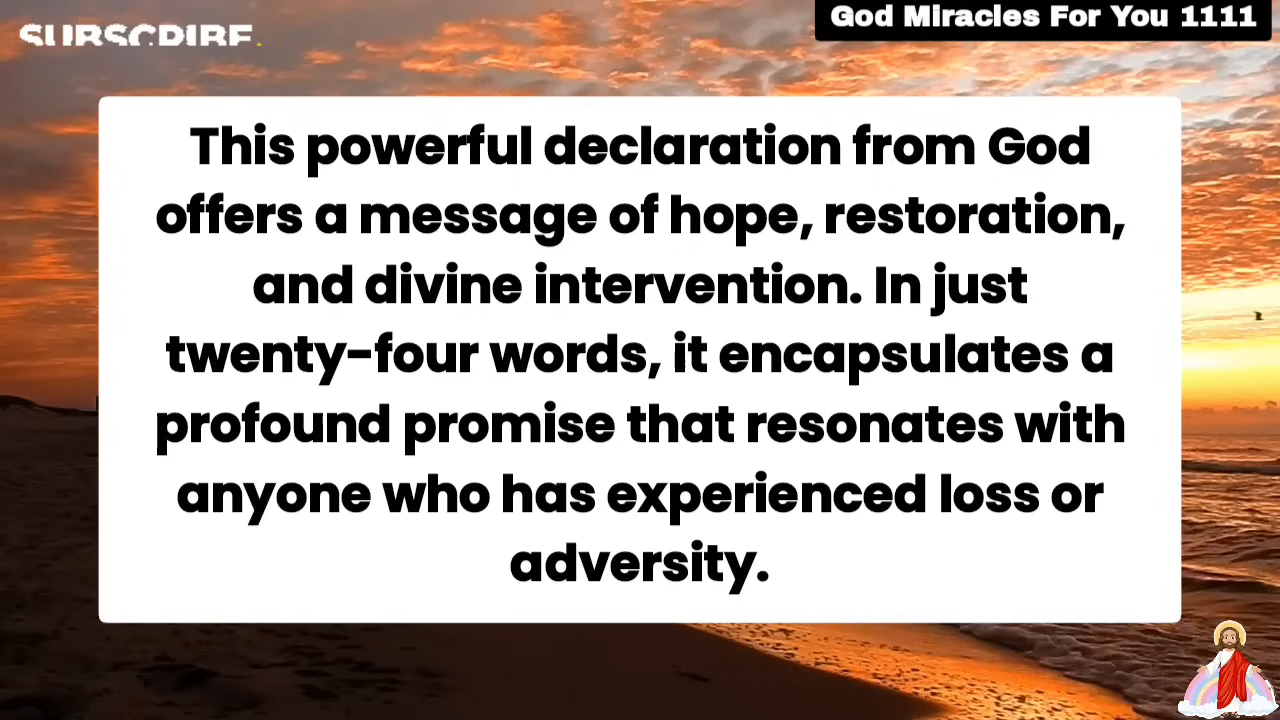 God Miracles For You 1111
This powerful declaration from God
offers a message of hope, restoration,
and divine intervention. In just
twenty-four words, it encapsulates a
profound promise that resonates with
anyone who has experienced loss or
adversity.